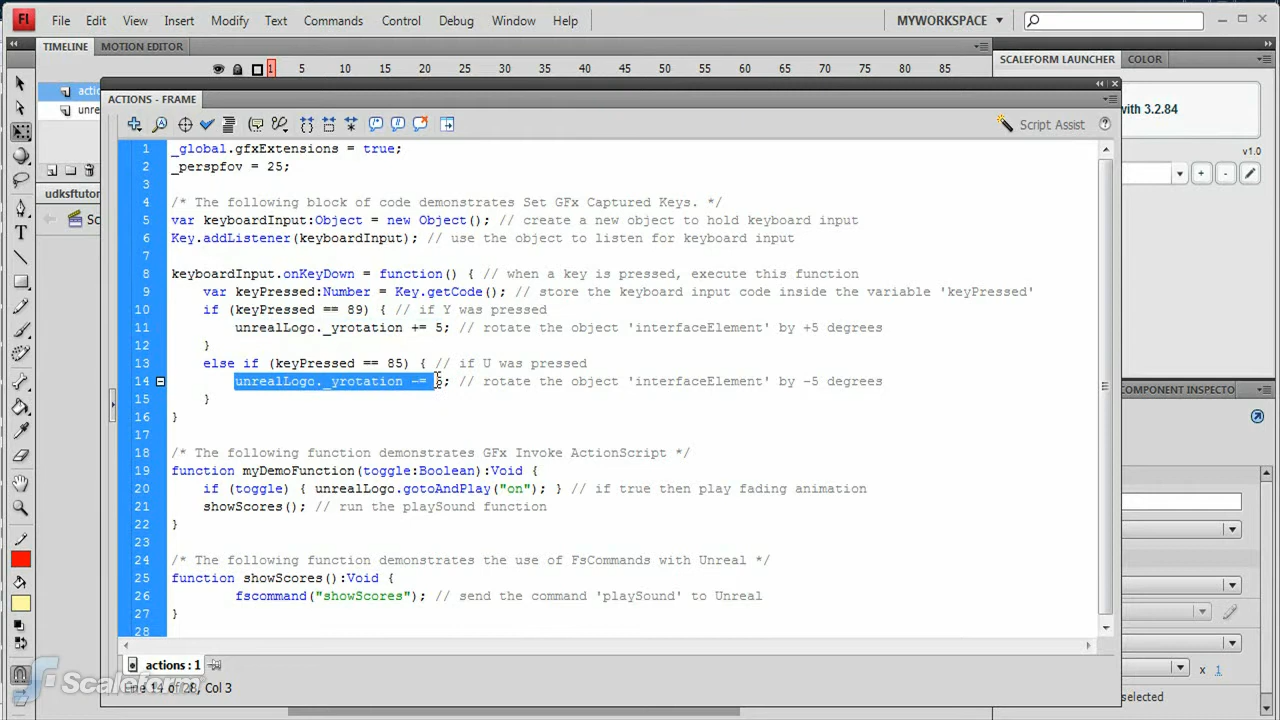 Fl File Edit View Insert Modify Text Commands Control Debug Window Help MYWORKSPACE
TIMELINE MOTION EDITOR
SCALEFORM LAUNCHER COLOR
1 5 10 15 20 25 30 35 40 45 50 55 60 65 70 75 80 85
actio
unre
ACTIONS - FRAME
with 3.2.84
Script Assist
v1.0
udksftutor
Sc
1 _global.gfxExtensions = true;
2 _perspfov = 25;
3
4 /* The following block of code demonstrates Set GFx Captured Keys. */
5 var keyboardInput:Object = new Object(); // create a new object to hold keyboard input
6 Key.addListener(keyboardInput); // use the object to listen for keyboard input
7
8 keyboardInput.onKeyDown = function() { // when a key is pressed, execute this function
9 var keyPressed:Number = Key.getCode(); // store the keyboard input code inside the variable 'keyPressed'
10 if (keyPressed == 89) { // if Y was pressed
11 unrealLogo._yrotation += 5; // rotate the object 'interfaceElement' by +5 degrees
12 }
13 else if (keyPressed == 85) { // if U was pressed
14 unrealLogo._yrotation -= 5; // rotate the object 'interfaceElement' by -5 degrees
15 }
16 }
17
18 /* The following function demonstrates GFx Invoke ActionScript */
19 function myDemoFunction(toggle:Boolean):Void {
20 if (toggle) { unrealLogo.gotoAndPlay("on"); } // if true then play fading animation
21 showScores(); // run the playSound function
22 }
23
24 /* The following function demonstrates the use of FsCommands with Unreal */
25 function showScores():Void {
26 fscommand("showScores"); // send the command 'playSound' to Unreal
27 }
28
COMPONENT INSPECTO
x 1
selected
actions : 1
Line 14 of 28, Col 3
Scaleform